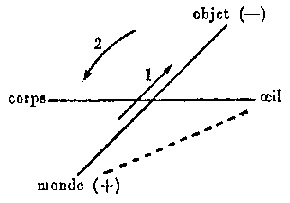 objet (—)
2
1
corps
œil
monde (+)